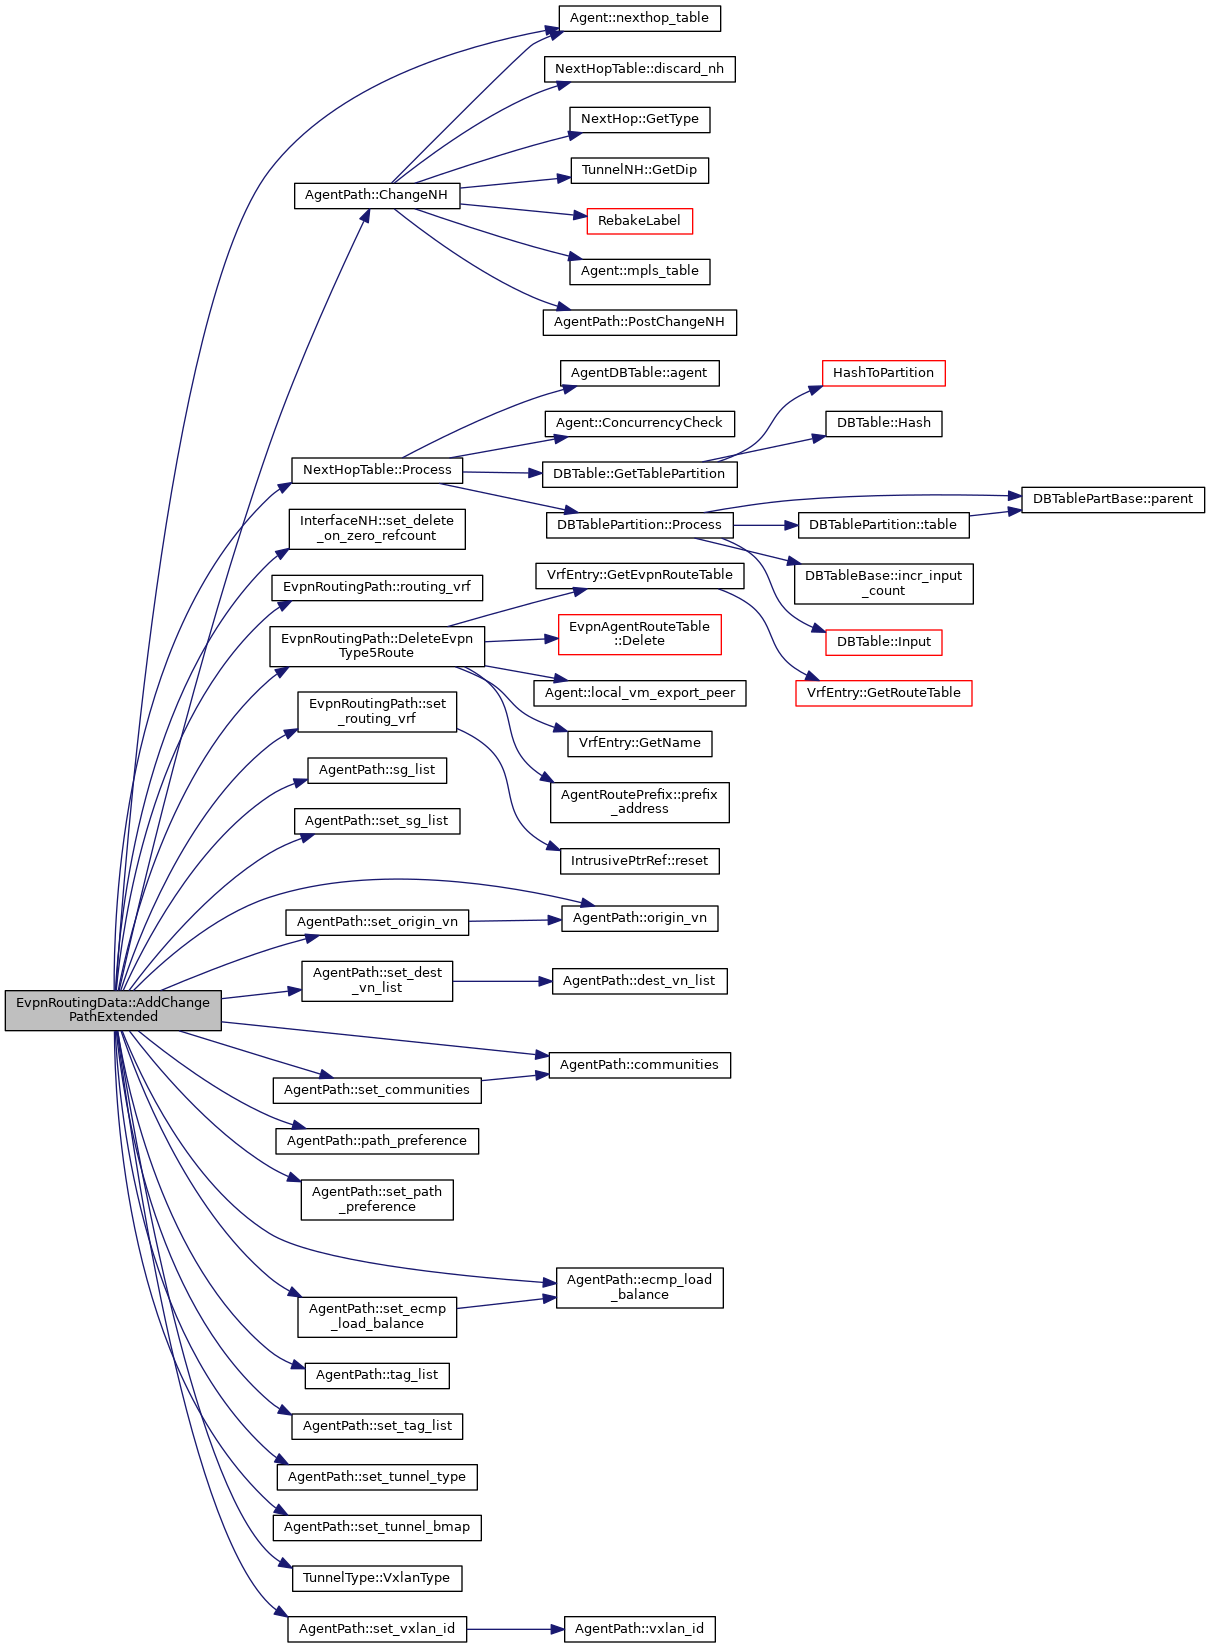 Agent::nexthop_table
NextHopTable::discard_nh
NextHop::GetType
TunnelNH::GetDip
AgentPath::ChangeNH
RebakeLabel
Agent::mpls_table
AgentPath::PostChangeNH
AgentDBTable::agent
HashToPartition
Agent::ConcurrencyCheck
DBTable::Hash
NextHopTable::Process
DBTable::GetTablePartition
DBTablePartBase::parent
InterfaceNH::set_delete
_on_zero_refcount
DBTablePartition::Process
DBTablePartition::table
EvpnRoutingPath::routing_vrf
VrfEntry::GetEvpnRouteTable
DBTableBase::incr_input
_count
EvpnRoutingPath::DeleteEvpn
Type5Route
EvpnAgentRouteTable
::Delete
DBTable::Input
Agent::local_vm_export_peer
VrfEntry::GetRouteTable
EvpnRoutingPath::set
_routing_vrf
VrfEntry::GetName
AgentPath::sg_list
AgentRoutePrefix::prefix
_address
AgentPath::set_sg_list
IntrusivePtrRef::reset
AgentPath::set_origin_vn
AgentPath::origin_vn
AgentPath::set_dest
_vn_list
AgentPath::dest_vn_list
EvpnRoutingData::AddChange
PathExtended
AgentPath::communities
AgentPath::set_communities
AgentPath::path_preference
AgentPath::set_path
_preference
AgentPath::ecmp_load
_balance
AgentPath::set_ecmp
_load_balance
AgentPath::tag_list
AgentPath::set_tag_list
AgentPath::set_tunnel_type
AgentPath::set_tunnel_bmap
TunnelType::VxlanType
AgentPath::set_vxlan_id
AgentPath::vxlan_id